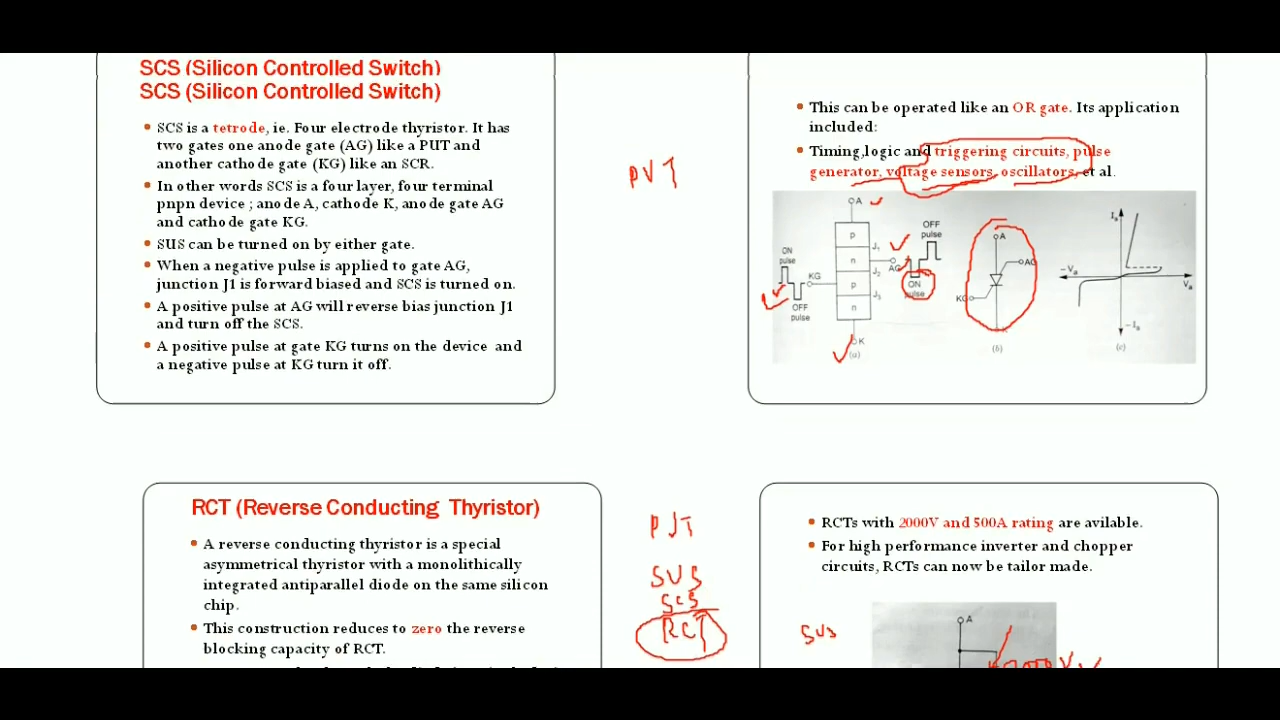 SCS (Silicon Controlled Switch)
SCS (Silicon Controlled Switch)
• SCS is a tetrode, ie. Four electrode thyristor. It has
two gates one anode gate (AG) like a PUT and
another cathode gate (KG) like an SCR.
• In other words SCS is a four layer, four terminal
pnpn device ; anode A, cathode K, anode gate AG
and cathode gate KG.
• SUS can be turned on by either gate.
• When a negative pulse is applied to gate AG,
junction J1 is forward biased and SCS is turned on.
• A positive pulse at AG will reverse bias junction J1
and turn off the SCS.
• A positive pulse at gate KG turns on the device and
a negative pulse at KG turn it off.
PUT
• This can be operated like an OR gate. Its application
included:
• Timing,logic and triggering circuits, pulse
generator, voltage sensors, oscillators, et al.
A
p
n
p
n
J1
J2
J3
AG
KG
K
ON
pulse
OFF
pulse
OFF
pulse
ON
pulse
(a)
A
AG
KG
(b)
Ia
-Va
Va
-Ia
(c)
RCT (Reverse Conducting Thyristor)
• A reverse conducting thyristor is a special
asymmetrical thyristor with a monolithically
integrated antiparallel diode on the same silicon
chip.
• This construction reduces to zero the reverse
blocking capacity of RCT.
SUS
SCS
RCT
• RCTs with 2000V and 500A rating are avilable.
• For high performance inverter and chopper
circuits, RCTs can now be tailor made.
SUS
A